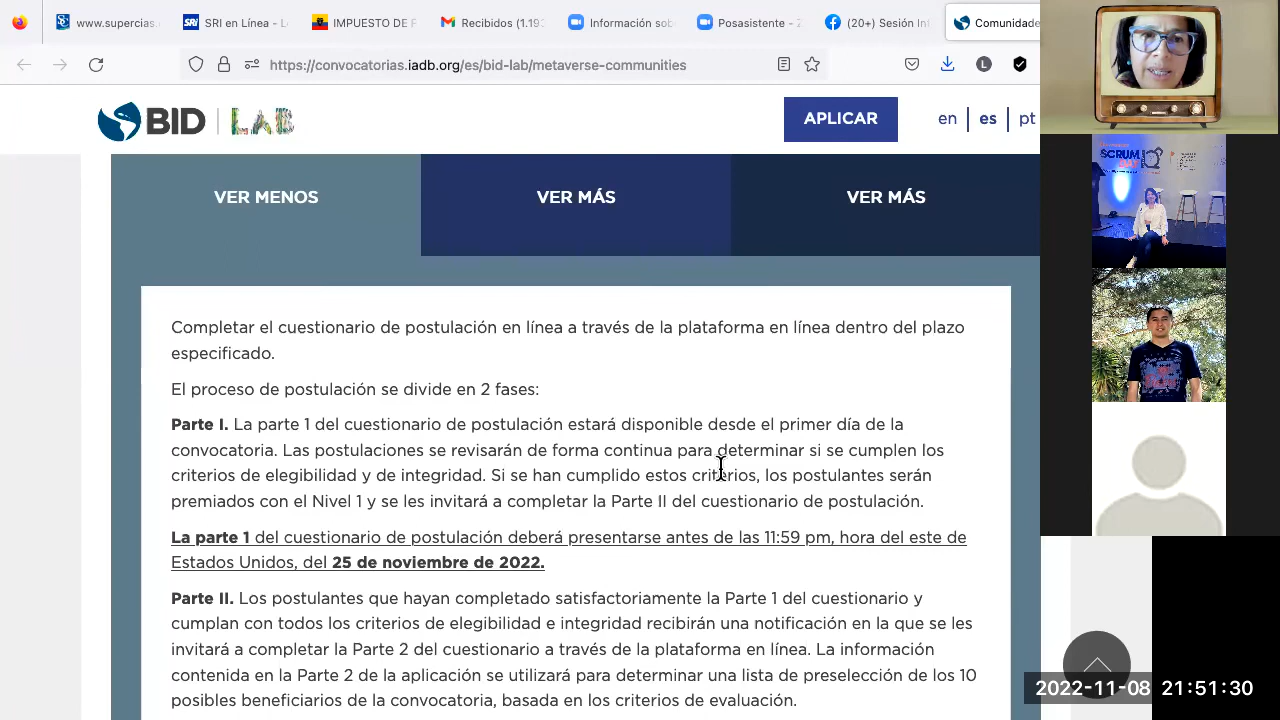 www.supercias.
SRI en Línea - L
IMPUESTO DE F
Recibidos (1.193
Información sob
Posasistente - Z
(20+) Sesión In
Comunidade
https://convocatorias.iadb.org/es/bid-lab/metaverse-communities
L
BID LAB
APLICAR
en es pt
VER MENOS
VER MÁS
VER MÁS
SCRUM
DAY
Completar el cuestionario de postulación en línea a través de la plataforma en línea dentro del plazo
especificado.
El proceso de postulación se divide en 2 fases:
Parte I. La parte 1 del cuestionario de postulación estará disponible desde el primer día de la
convocatoria. Las postulaciones se revisarán de forma continua para determinar si se cumplen los
criterios de elegibilidad y de integridad. Si se han cumplido estos criterios, los postulantes serán
premiados con el Nivel 1 y se les invitará a completar la Parte II del cuestionario de postulación.
La parte 1 del cuestionario de postulación deberá presentarse antes de las 11:59 pm, hora del este de
Estados Unidos, del 25 de noviembre de 2022.
Parte II. Los postulantes que hayan completado satisfactoriamente la Parte 1 del cuestionario y
cumplan con todos los criterios de elegibilidad e integridad recibirán una notificación en la que se les
invitará a completar la Parte 2 del cuestionario a través de la plataforma en línea. La información
contenida en la Parte 2 de la aplicación se utilizará para determinar una lista de preselección de los 10
posibles beneficiarios de la convocatoria, basada en los criterios de evaluación.
2022-11-08 21:51:30